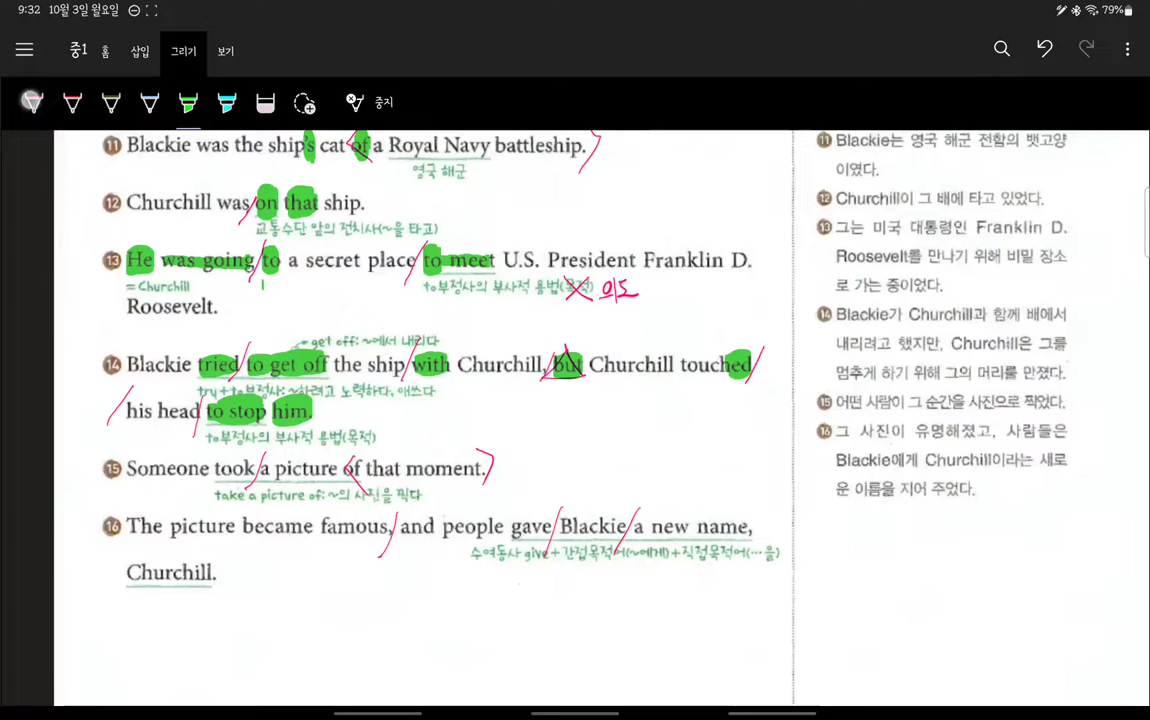 9:32 10월 3일 월요일 79%
중1 홈 삽입 그리기 보기
중지
⑪ Blackie was the ship's cat of a Royal Navy battleship.
영국 해군
⑫ Churchill was on that ship.
교통수단 앞의 전치사(~을 타고)
⑬ He was going to a secret place to meet U.S. President Franklin D.
= Churchill
to부정사의 부사적 용법(목적) 의도
Roosevelt.
get off: ~에서 내리다
⑭ Blackie tried to get off the ship with Churchill, but Churchill touched
try+to부정사: ~하려고 노력하다, 애쓰다
his head to stop him.
to부정사의 부사적 용법(목적)
⑮ Someone took a picture of that moment.
take a picture of: ~의 사진을 찍다
⑯ The picture became famous, and people gave Blackie a new name,
수여동사 give+간접목적어(~에게)+직접목적어(…을)
Churchill.
⑪ Blackie는 영국 해군 전함의 뱃고양
이였다.
⑫ Churchill이 그 배에 타고 있었다.
⑬ 그는 미국 대통령인 Franklin D.
Roosevelt를 만나기 위해 비밀 장소
로 가는 중이었다.
⑭ Blackie가 Churchill과 함께 배에서
내리려고 했지만, Churchill은 그를
멈추게 하기 위해 그의 머리를 만졌다.
⑮ 어떤 사람이 그 순간을 사진으로 찍었다.
⑯ 그 사진이 유명해졌고, 사람들은
Blackie에게 Churchill이라는 새로
운 이름을 지어 주었다.